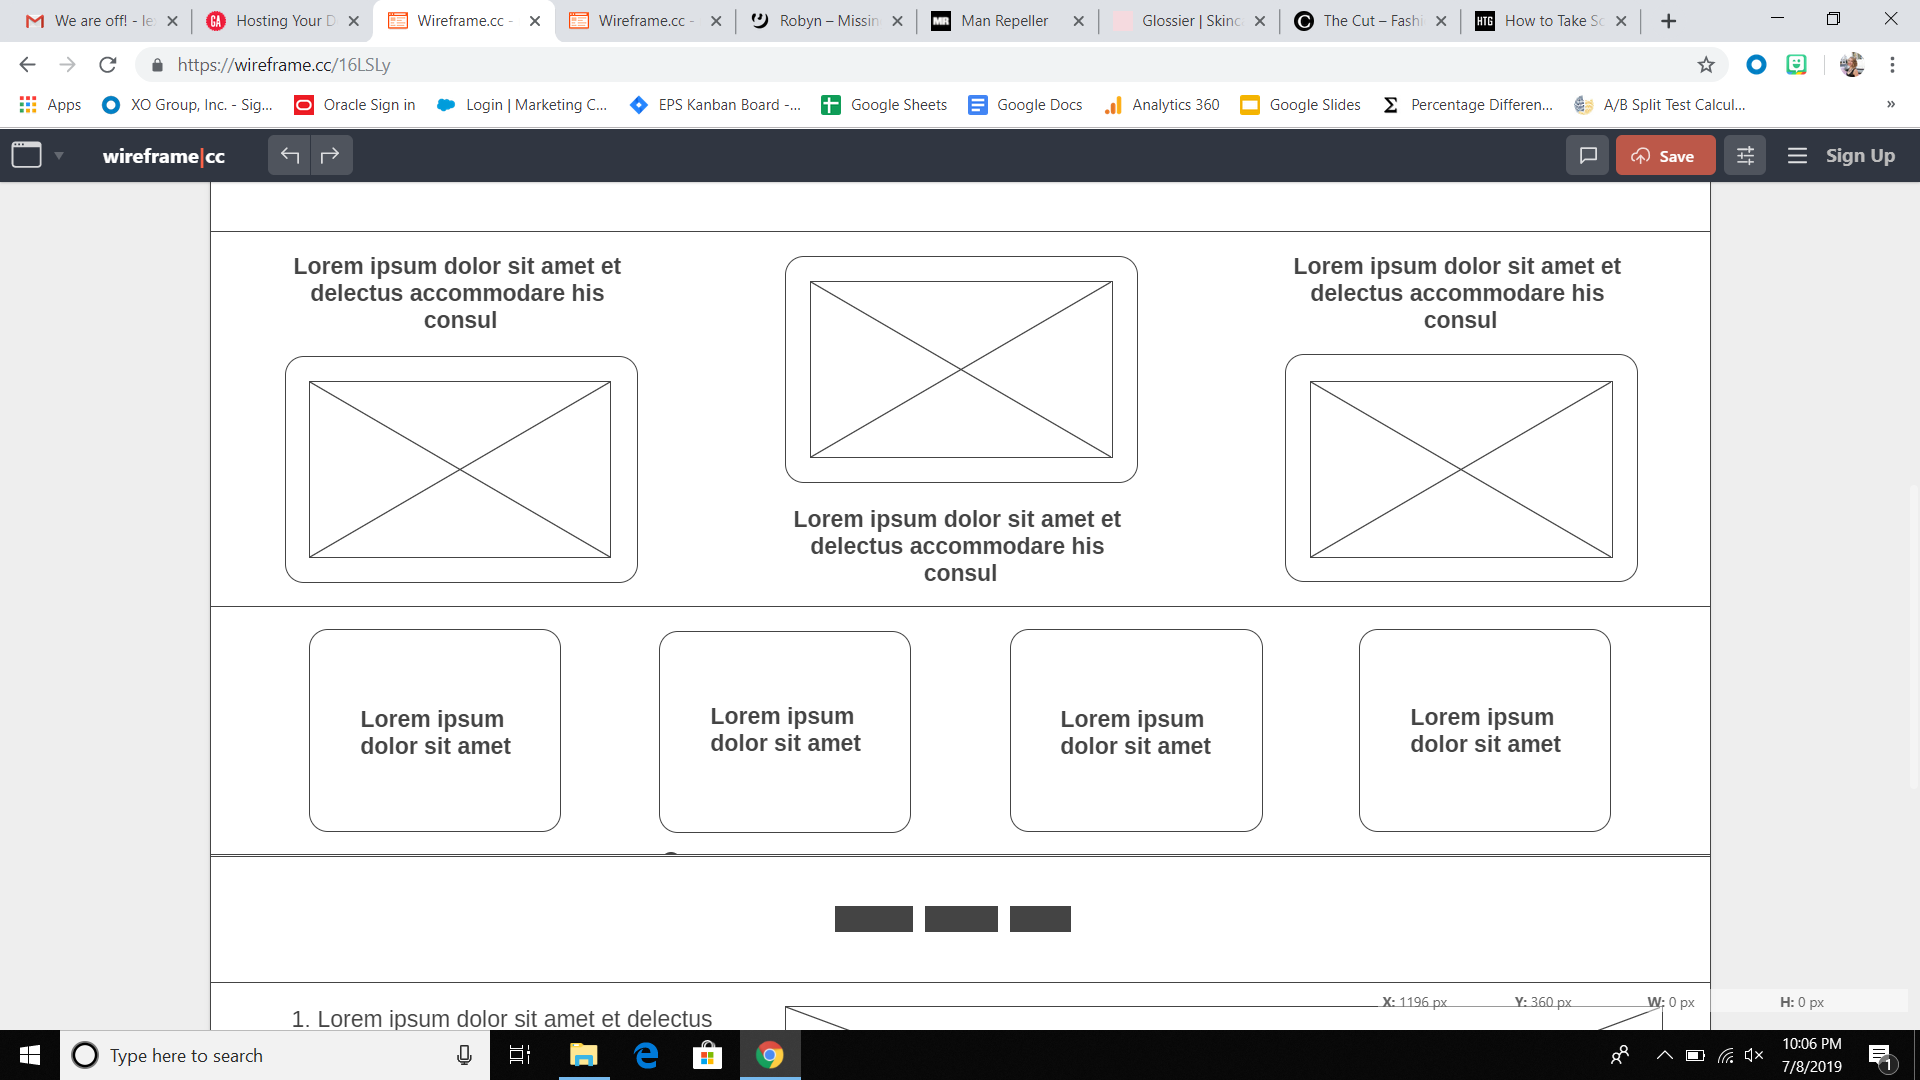 We are off! - le
Hosting Your D
Wireframe.cc -
Wireframe.cc -
Robyn – Missin
Man Repeller
Glossier | Skinc
The Cut – Fashi
How to Take Sc
https://wireframe.cc/16LSLy
Apps
XO Group, Inc. - Sig...
Oracle Sign in
Login | Marketing C...
EPS Kanban Board -...
Google Sheets
Google Docs
Analytics 360
Google Slides
Percentage Differen...
A/B Split Test Calcul...
wireframe|cc
Save
Sign Up
Lorem ipsum dolor sit amet et
delectus accommodare his
consul
Lorem ipsum dolor sit amet et
delectus accommodare his
consul
Lorem ipsum dolor sit amet et
delectus accommodare his
consul
Lorem ipsum
dolor sit amet
Lorem ipsum
dolor sit amet
Lorem ipsum
dolor sit amet
Lorem ipsum
dolor sit amet
X: 1196 px
Y: 360 px
W: 0 px
H: 0 px
1. Lorem ipsum dolor sit amet et delectus
Type here to search
10:06 PM
7/8/2019
1